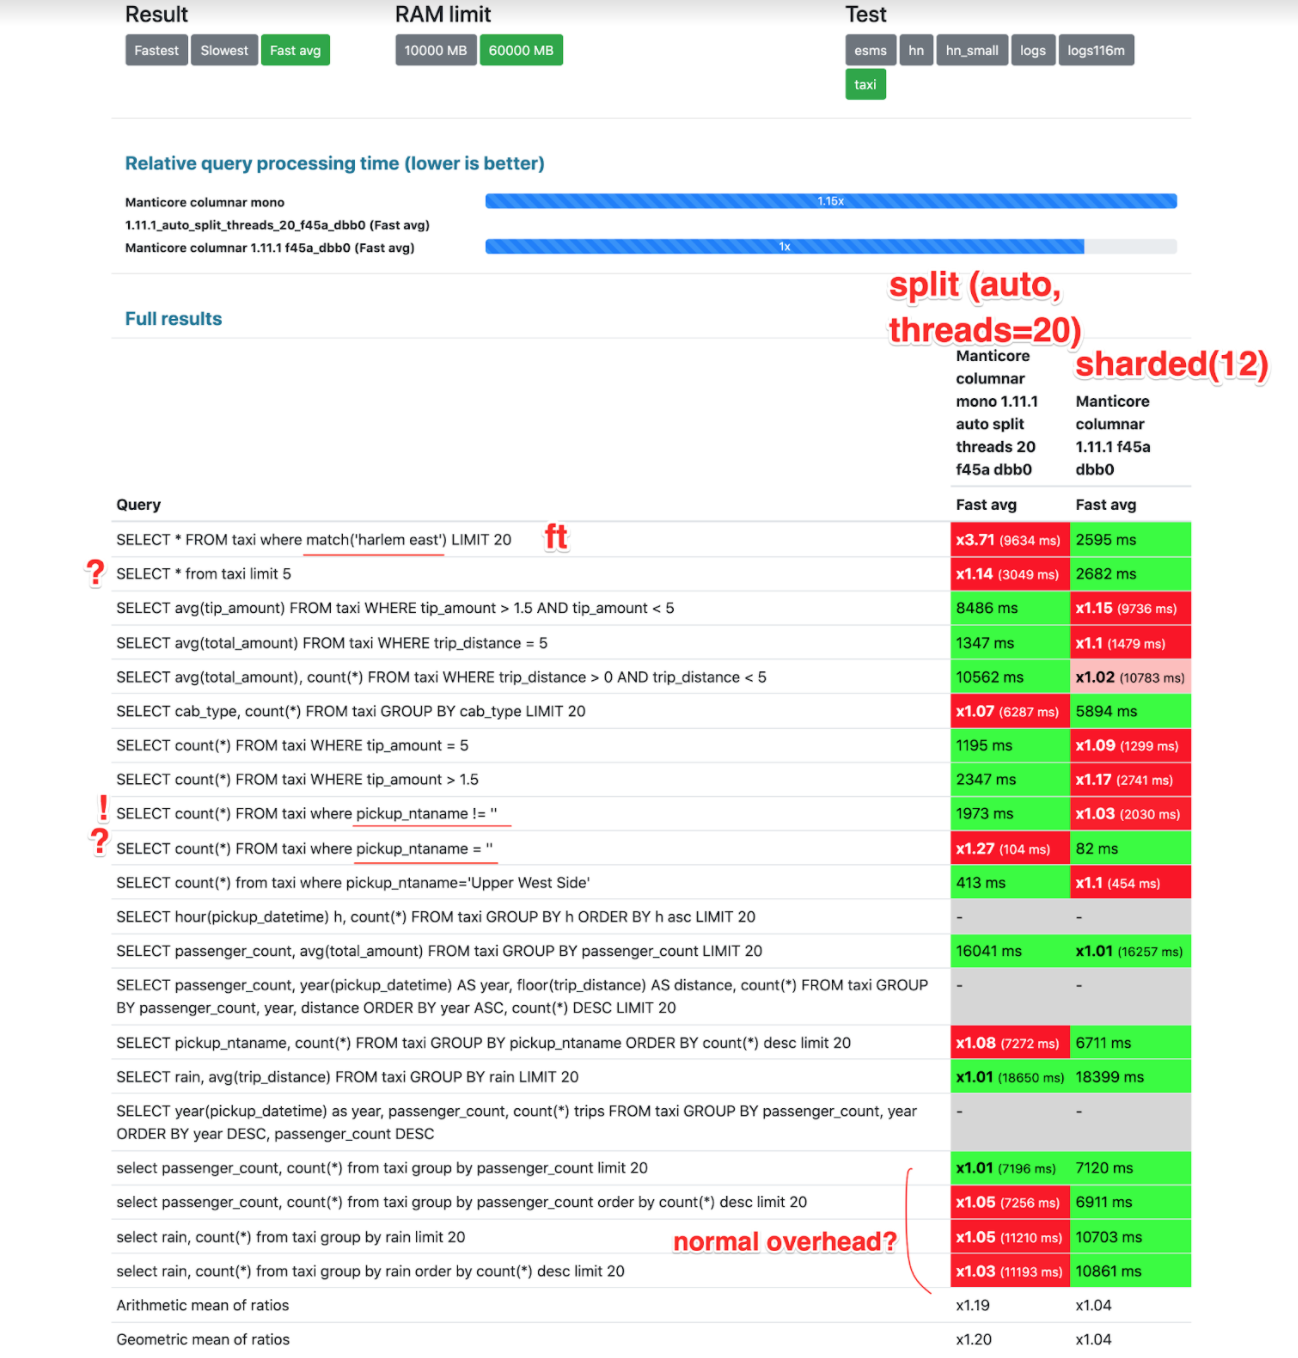 Result
RAM limit
Test
Fastest
Slowest
Fast avg
10000 MB
60000 MB
esms
hn
hn_small
logs
logs116m
taxi
Relative query processing time (lower is better)
Manticore columnar mono
1.11.1_auto_split_threads_20_f45a_dbb0 (Fast avg)
1.15x
Manticore columnar 1.11.1 f45a_dbb0 (Fast avg)
1x
split (auto,
threads=20)
sharded(12)
Full results
Manticore
columnar
mono 1.11.1
auto split
threads 20
f45a dbb0
Manticore
columnar
1.11.1 f45a
dbb0
Query
Fast avg
Fast avg
SELECT * FROM taxi where match('harlem east') LIMIT 20
ft
x3.71 (9634 ms)
2595 ms
?
SELECT * from taxi limit 5
x1.14 (3049 ms)
2682 ms
SELECT avg(tip_amount) FROM taxi WHERE tip_amount > 1.5 AND tip_amount < 5
8486 ms
x1.15 (9736 ms)
SELECT avg(total_amount) FROM taxi WHERE trip_distance = 5
1347 ms
x1.1 (1479 ms)
SELECT avg(total_amount), count(*) FROM taxi WHERE trip_distance > 0 AND trip_distance < 5
10562 ms
x1.02 (10783 ms)
SELECT cab_type, count(*) FROM taxi GROUP BY cab_type LIMIT 20
x1.07 (6287 ms)
5894 ms
SELECT count(*) FROM taxi WHERE tip_amount = 5
1195 ms
x1.09 (1299 ms)
SELECT count(*) FROM taxi WHERE tip_amount > 1.5
2347 ms
x1.17 (2741 ms)
!
SELECT count(*) FROM taxi where pickup_ntaname != ''
1973 ms
x1.03 (2030 ms)
?
SELECT count(*) FROM taxi where pickup_ntaname = ''
x1.27 (104 ms)
82 ms
SELECT count(*) from taxi where pickup_ntaname='Upper West Side'
413 ms
x1.1 (454 ms)
SELECT hour(pickup_datetime) h, count(*) FROM taxi GROUP BY h ORDER BY h asc LIMIT 20
-
-
SELECT passenger_count, avg(total_amount) FROM taxi GROUP BY passenger_count LIMIT 20
16041 ms
x1.01 (16257 ms)
SELECT passenger_count, year(pickup_datetime) AS year, floor(trip_distance) AS distance, count(*) FROM taxi GROUP
BY passenger_count, year, distance ORDER BY year ASC, count(*) DESC LIMIT 20
-
-
SELECT pickup_ntaname, count(*) FROM taxi GROUP BY pickup_ntaname ORDER BY count(*) desc limit 20
x1.08 (7272 ms)
6711 ms
SELECT rain, avg(trip_distance) FROM taxi GROUP BY rain LIMIT 20
x1.01 (18650 ms)
18399 ms
SELECT year(pickup_datetime) as year, passenger_count, count(*) trips FROM taxi GROUP BY passenger_count, year
ORDER BY year DESC, passenger_count DESC
-
-
select passenger_count, count(*) from taxi group by passenger_count limit 20
x1.01 (7196 ms)
7120 ms
select passenger_count, count(*) from taxi group by passenger_count order by count(*) desc limit 20
x1.05 (7256 ms)
6911 ms
select rain, count(*) from taxi group by rain limit 20
normal overhead?
x1.05 (11210 ms)
10703 ms
select rain, count(*) from taxi group by rain order by count(*) desc limit 20
x1.03 (11193 ms)
10861 ms
Arithmetic mean of ratios
x1.19
x1.04
Geometric mean of ratios
x1.20
x1.04